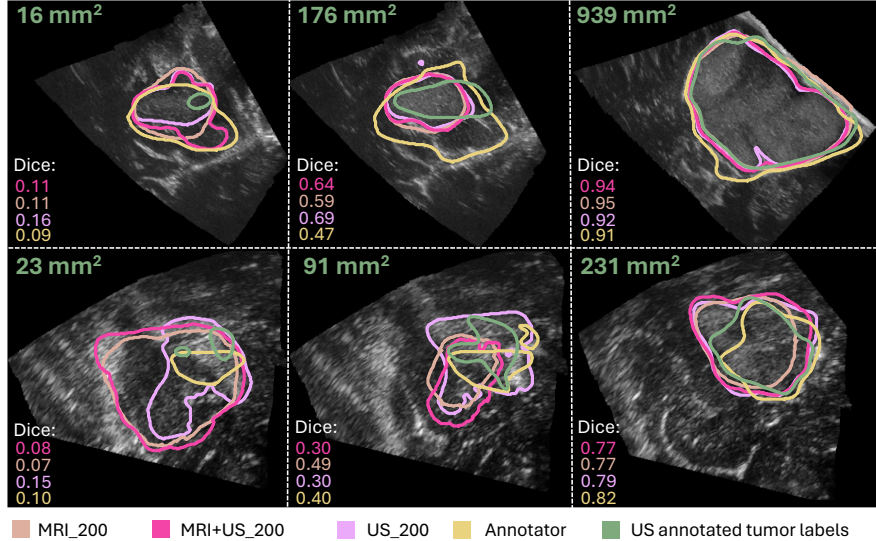 16 mm²
176 mm²
939 mm²
Dice:
0.11
0.11
0.16
0.09
Dice:
0.64
0.59
0.69
0.47
Dice:
0.94
0.95
0.92
0.91
23 mm²
91 mm²
231 mm²
Dice:
0.08
0.07
0.15
0.10
Dice:
0.30
0.49
0.30
0.40
Dice:
0.77
0.77
0.79
0.82
MRI_200
MRI+US_200
US_200
Annotator
US annotated tumor labels